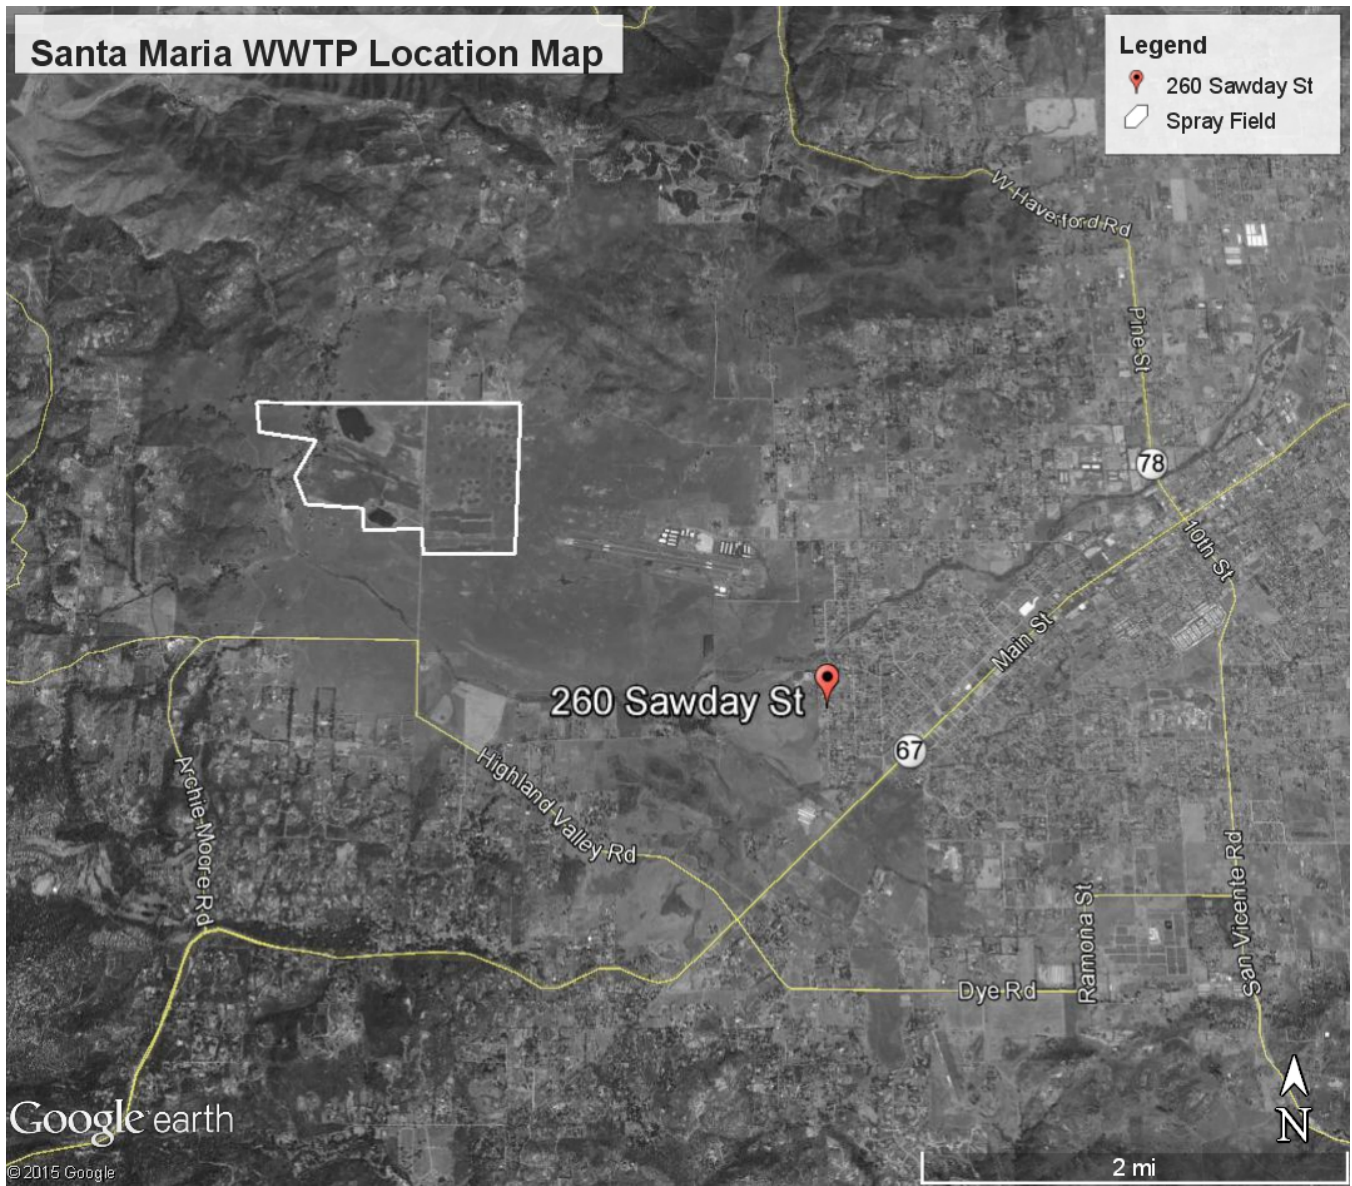 Santa Maria WWTP Location Map
Legend
260 Sawday St
Spray Field
W Haverford Rd
Pine St
78
10th St
Main St
260 Sawday St
67
Highland Valley Rd
Archie Moore Rd
San Vicente Rd
Ramona St
Dye Rd
Google earth
N
© 2015 Google
2 mi